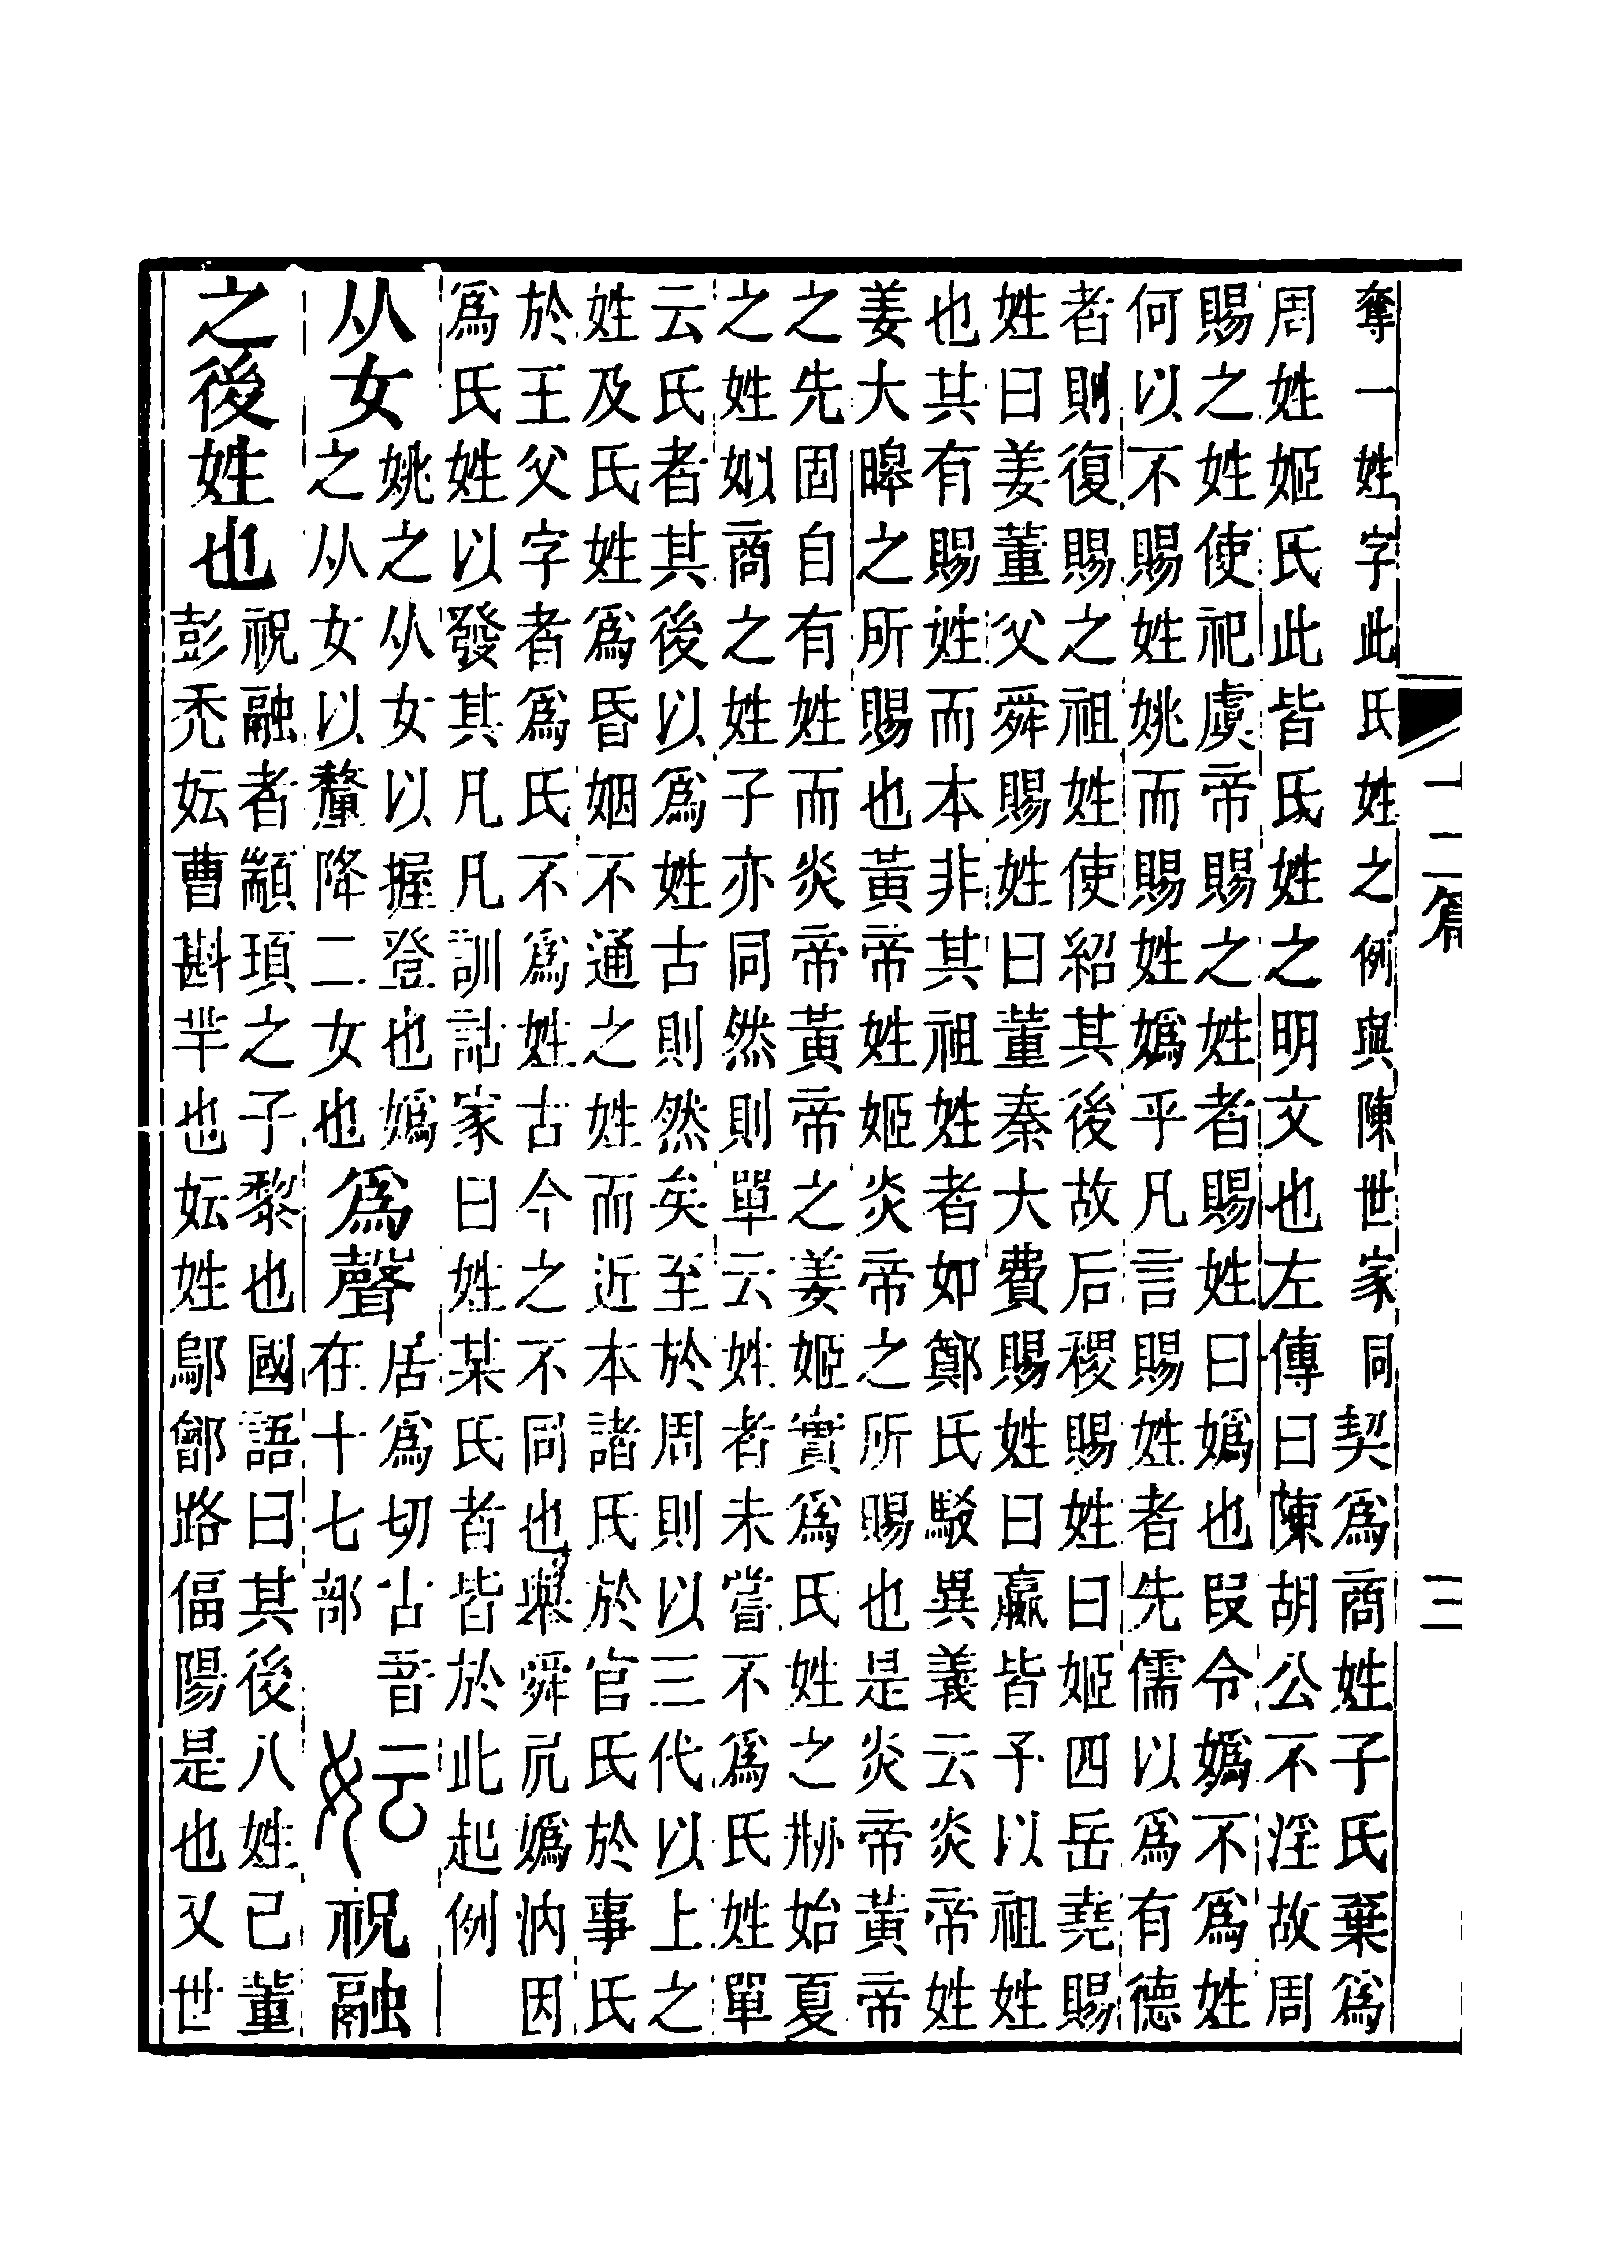 奪一姓字此氏姓之例與陳世家同契爲商姓子氏棄爲
周姓姬氏此皆氏姓之明文也左傳曰陳胡公不淫故周
賜之姓使祀虞帝賜之姓者賜姓曰嬀也叚令嬀不爲姓
何以不賜姓姚而賜姓嬀乎凡言賜姓者先儒以爲有德
者則復賜之祖姓使紹其後故后稷賜姓曰姬四岳堯賜
姓曰姜董父舜賜姓曰董秦大費賜姓曰嬴皆予以祖姓
也其有賜姓而本非其祖姓者如鄭氏駁異義云炎帝姓
姜大暤之所賜也黃帝姓姬炎帝之所賜也是炎帝黃帝
之先固自有姓而炎帝黃帝之姜姬實爲氏姓之剏始夏
之姓姒商之姓子亦同然則單云姓者未嘗不爲氏姓單
云氏者其後以爲姓古則然矣至於周則以三代以上之
姓及氏姓爲昏姻不通之姓而近本諸氏於官氏於事氏
於王父字者爲氏不爲姓古今之不同也舉舜凥嬀汭因
爲氏姓以發其凡凡訓詁家曰姓某氏者皆於此起例
从女姚之从女以握登也嬀之从女以釐降二女也爲聲居爲切古音在十七部妘祝融
之後姓也祝融者顓頊之子黎也國語曰其後八姓己董彭禿妘曹斟芈也妘姓鄔鄶路偪陽是也又世
十二篇
三